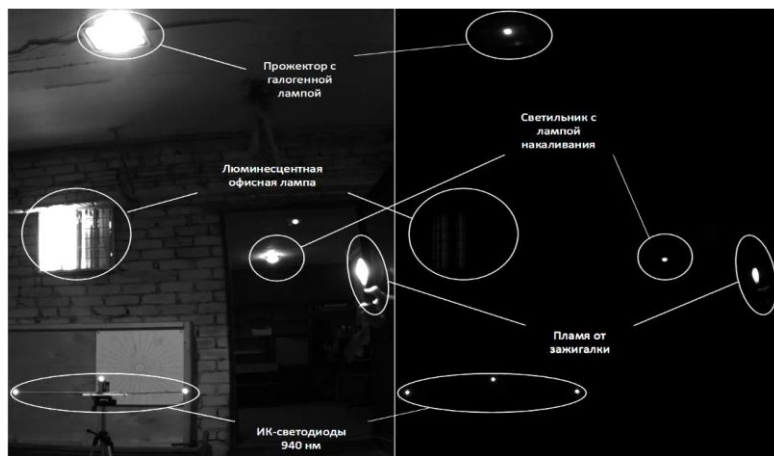 Прожектор с
галогенной
лампой
Светильник с
лампой
накаливания
Люминесцентная
офисная лампа
Пламя от
зажигалки
ИК-светодиоды
940 нм